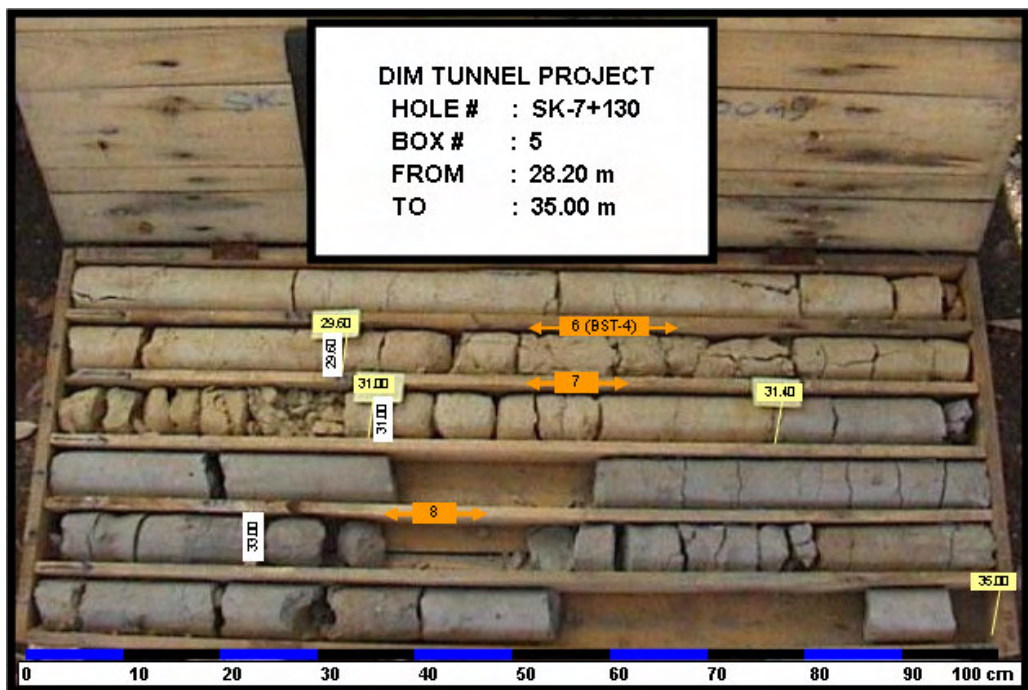 DIM TUNNEL PROJECT
HOLE # : SK-7+130
BOX # : 5
FROM : 28.20 m
TO : 35.00 m
SK-
29.60
29.60
6 (BST-4)
31.00
31.00
7
31.40
8
33.00
35.00
0 10 20 30 40 50 60 70 80 90 100 cm